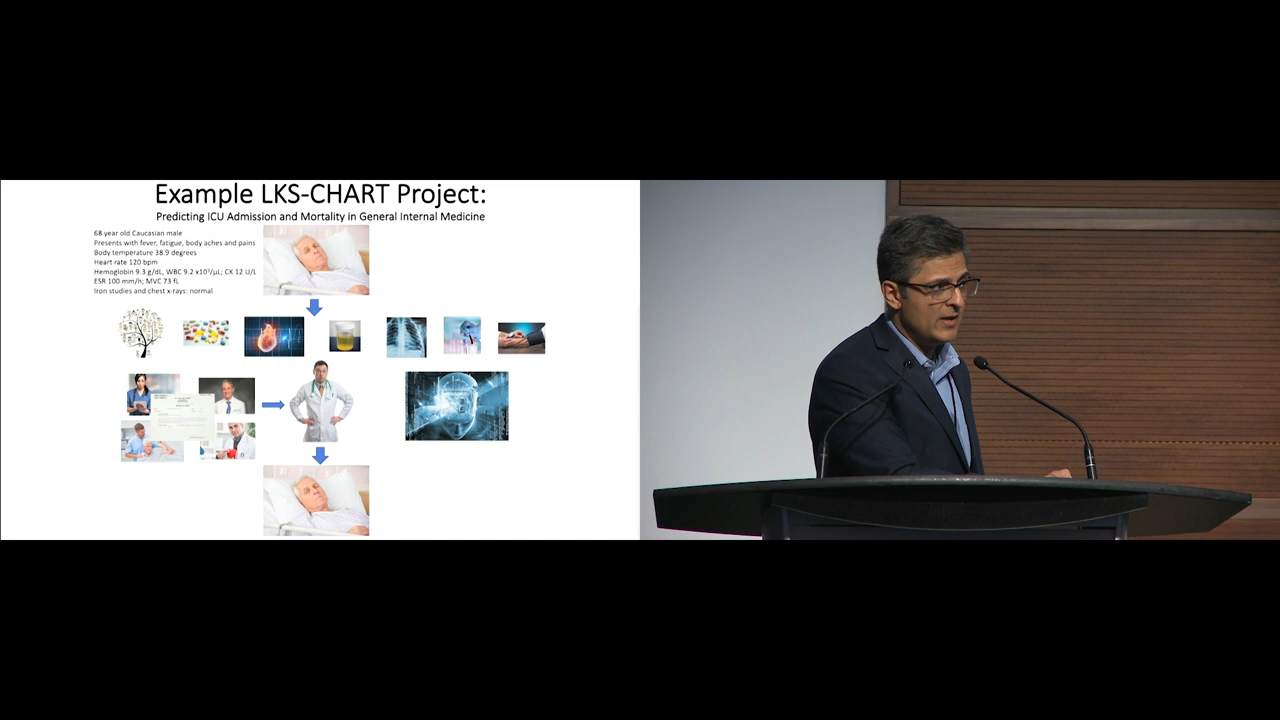 Example LKS-CHART Project:
Predicting ICU Admission and Mortality in General Internal Medicine
68 year old Caucasian male
Presents with fever, fatigue, body aches and pains
Body temperature 38.9 degrees
Heart rate 120 bpm
Hemoglobin 9.3 g/dL, WBC 9.2 x10³/µL; CK 12 U/L
ESR 100 mm/h; MVC 73 fL
Iron studies and chest x-rays: normal